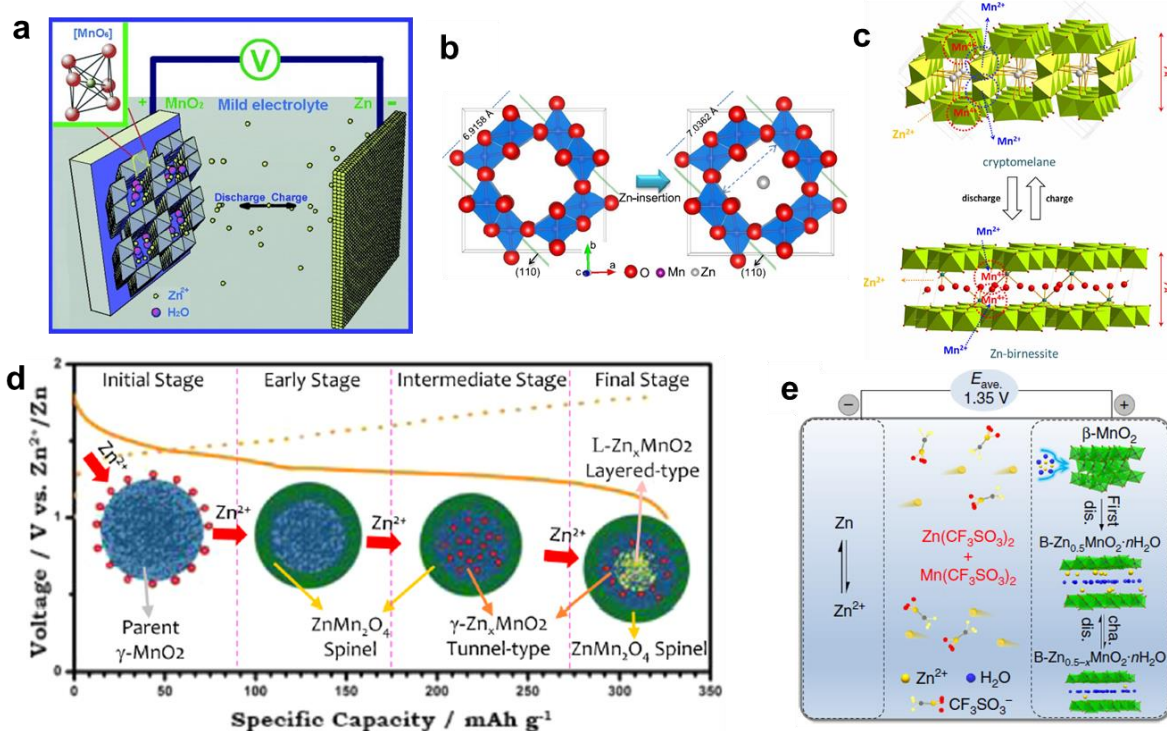 a
[MnO₆]
V
+ MnO₂
Mild electrolyte
Zn -
Discharge Charge
Zn²⁺
H₂O
b
6.9158 Å
7.0362 Å
Zn-insertion
(110)
b
c
a
O
Mn
Zn
(110)
c
Mn²⁺
Mn⁴⁺
Mn⁴⁺
Zn²⁺
Mn²⁺
cryptomelane
discharge
charge
Mn²⁺
Zn²⁺
Mn⁴⁺
Mn⁴⁺
Mn²⁺
Zn-birnessite
d
Voltage / V vs. Zn²⁺/Zn
2
1
0
Initial Stage
Early Stage
Intermediate Stage
Final Stage
Zn²⁺
Zn²⁺
Zn²⁺
Zn²⁺
L-ZnₓMnO2
Layered-type
Parent
γ-MnO2
ZnMn₂O₄
Spinel
γ-ZnₓMnO2
Tunnel-type
ZnMn₂O₄ Spinel
0
50
100
150
200
250
300
350
Specific Capacity / mAh g⁻¹
e
E_ave.
1.35 V
−
+
Zn
Zn²⁺
Zn(CF₃SO₃)₂
+
Mn(CF₃SO₃)₂
Zn²⁺
H₂O
CF₃SO₃⁻
β-MnO₂
First
dis.
B-Zn₀.₅MnO₂·nH₂O
dis.
cha.
B-Zn₀.₅₋ₓMnO₂·nH₂O